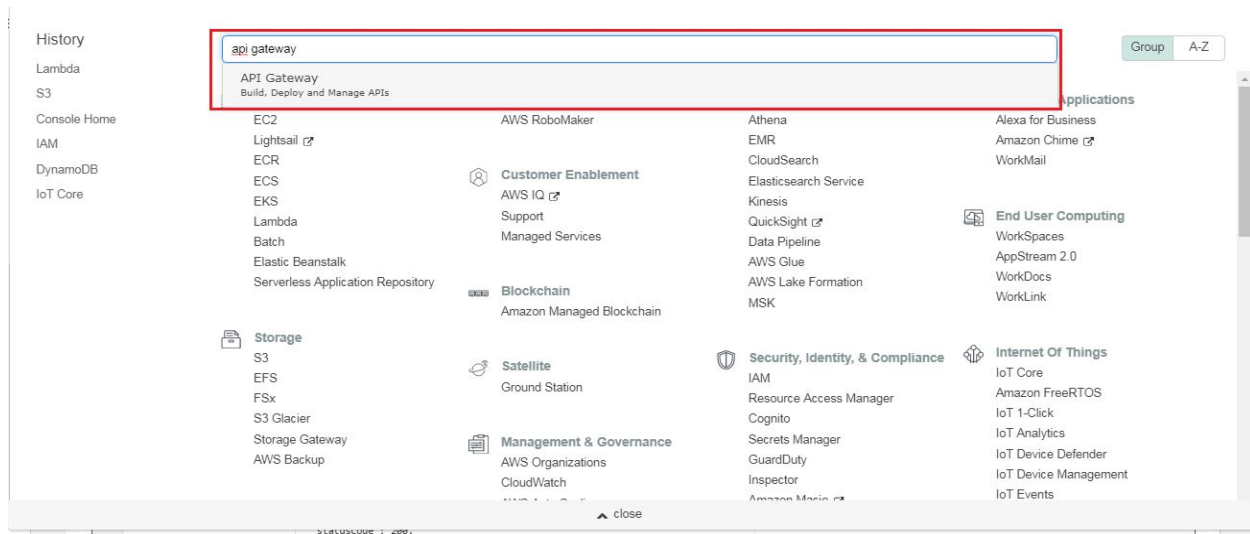 History
Lambda
S3
Console Home
IAM
DynamoDB
IoT Core
api gateway
API Gateway
Build, Deploy and Manage APIs
Group
A-Z
EC2
Lightsail
ECR
ECS
EKS
Lambda
Batch
Elastic Beanstalk
Serverless Application Repository
Storage
S3
EFS
FSx
S3 Glacier
Storage Gateway
AWS Backup
AWS RoboMaker
Customer Enablement
AWS IQ
Support
Managed Services
Blockchain
Amazon Managed Blockchain
Satellite
Ground Station
Management & Governance
AWS Organizations
CloudWatch
Athena
EMR
CloudSearch
Elasticsearch Service
Kinesis
QuickSight
Data Pipeline
AWS Glue
AWS Lake Formation
MSK
Security, Identity, & Compliance
IAM
Resource Access Manager
Cognito
Secrets Manager
GuardDuty
Inspector
Amazon Macie
Applications
Alexa for Business
Amazon Chime
WorkMail
End User Computing
WorkSpaces
AppStream 2.0
WorkDocs
WorkLink
Internet Of Things
IoT Core
Amazon FreeRTOS
IoT 1-Click
IoT Analytics
IoT Device Defender
IoT Device Management
IoT Events
close